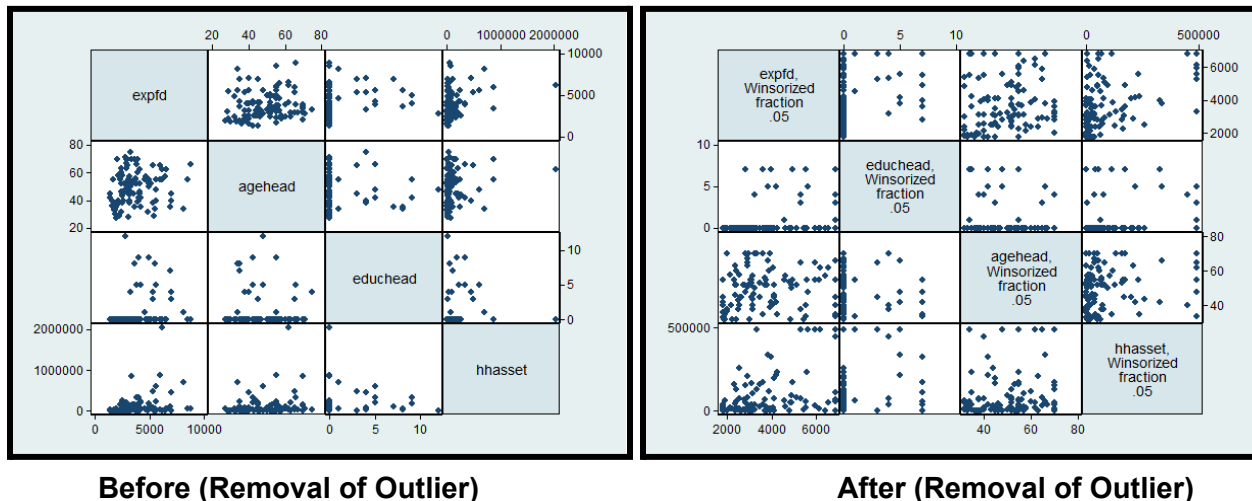 20 40 60 80 0 1000000 2000000
expfd
10000
5000
0
80
60
40
20
agehead
educhead
10
5
0
2000000
1000000
0
hhasset
0 5000 10000 0 5 10
Before (Removal of Outlier)
0 5 10 0 500000
expfd,
Winsorized
fraction
.05
6000
4000
2000
10
5
0
educhead,
Winsorized
fraction
.05
agehead,
Winsorized
fraction
.05
80
60
40
500000
0
hhasset,
Winsorized
fraction
.05
2000 4000 6000 40 60 80
After (Removal of Outlier)